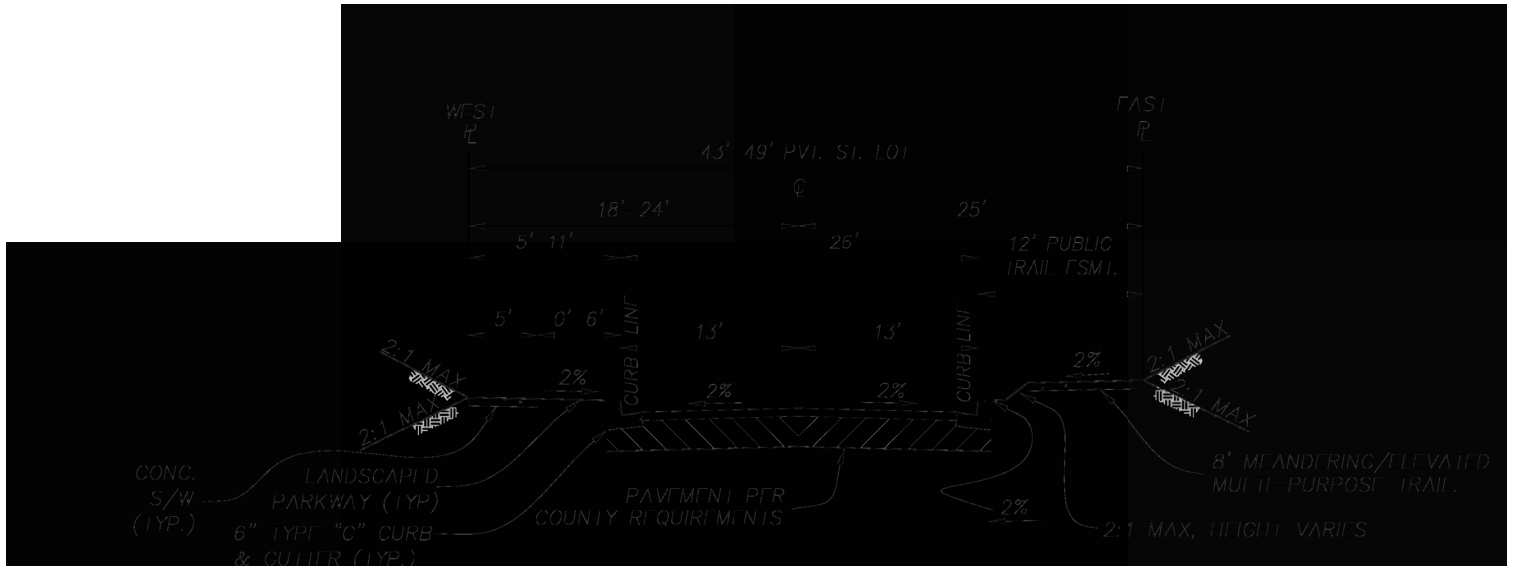 WEST
PL
EAST
PL
43' 49' PVT. ST. LOT
CL
18'-24'
25'
5' 11'
26'
12' PUBLIC
TRAIL ESMT.
5'
0' 6'
CURB LINE
13'
13'
CURB LINE
2:1 MAX
2:1 MAX
2%
2%
2%
2%
2:1 MAX
2:1 MAX
CONC.
S/W
(TYP.)
LANDSCAPED
PARKWAY (TYP)
6" TYPE "C" CURB
& GUTTER (TYP.)
PAVEMENT PER
COUNTY REQUIREMENTS
2%
2:1 MAX, HEIGHT VARIES
8' MEANDERING/ELEVATED
MULTI-PURPOSE TRAIL.